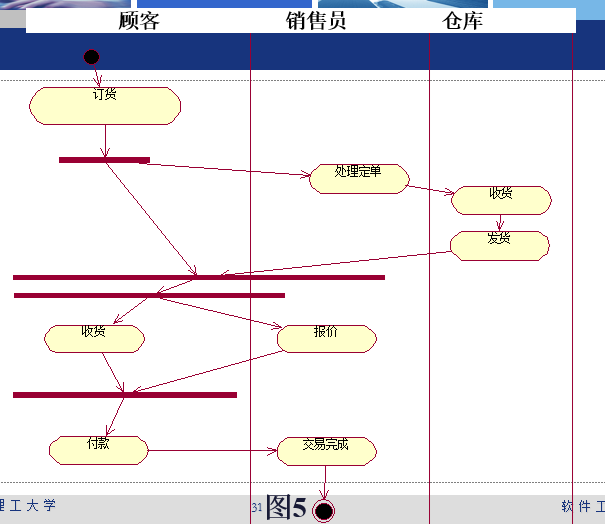 顾客 销售员 仓库
订货
处理定单
收货
发货
收货 报价
付款 交易完成
理工大学 31 图5 软件工